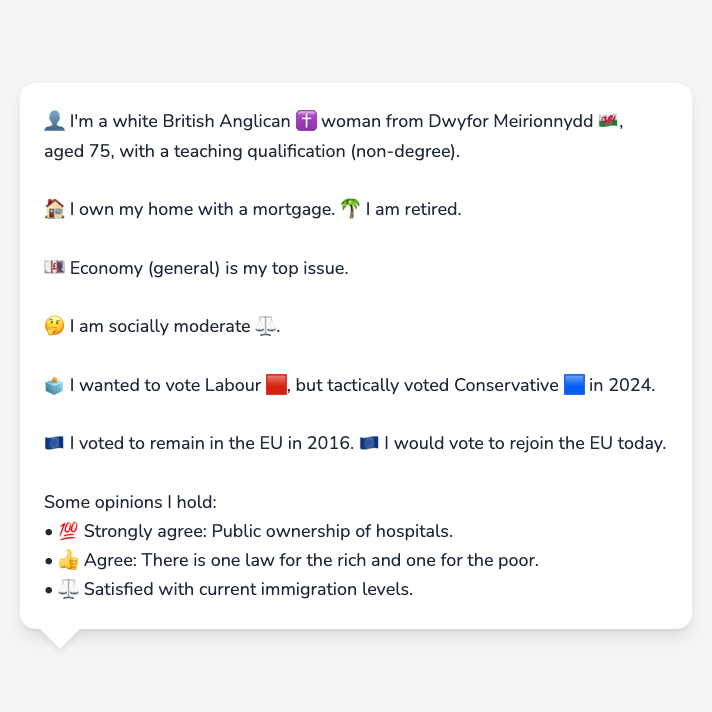 👤 I'm a white British Anglican ✝️ woman from Dwyfor Meirionnydd 🏴󠁧󠁢󠁷󠁬󠁳󠁿,
aged 75, with a teaching qualification (non-degree).
🏠 I own my home with a mortgage. 🌴 I am retired.
💷 Economy (general) is my top issue.
🤔 I am socially moderate ⚖️.
🗳️ I wanted to vote Labour 🟥, but tactically voted Conservative 🟦 in 2024.
🇪🇺 I voted to remain in the EU in 2016. 🇪🇺 I would vote to rejoin the EU today.
Some opinions I hold:
• 💯 Strongly agree: Public ownership of hospitals.
• 👍 Agree: There is one law for the rich and one for the poor.
• ⚖️ Satisfied with current immigration levels.